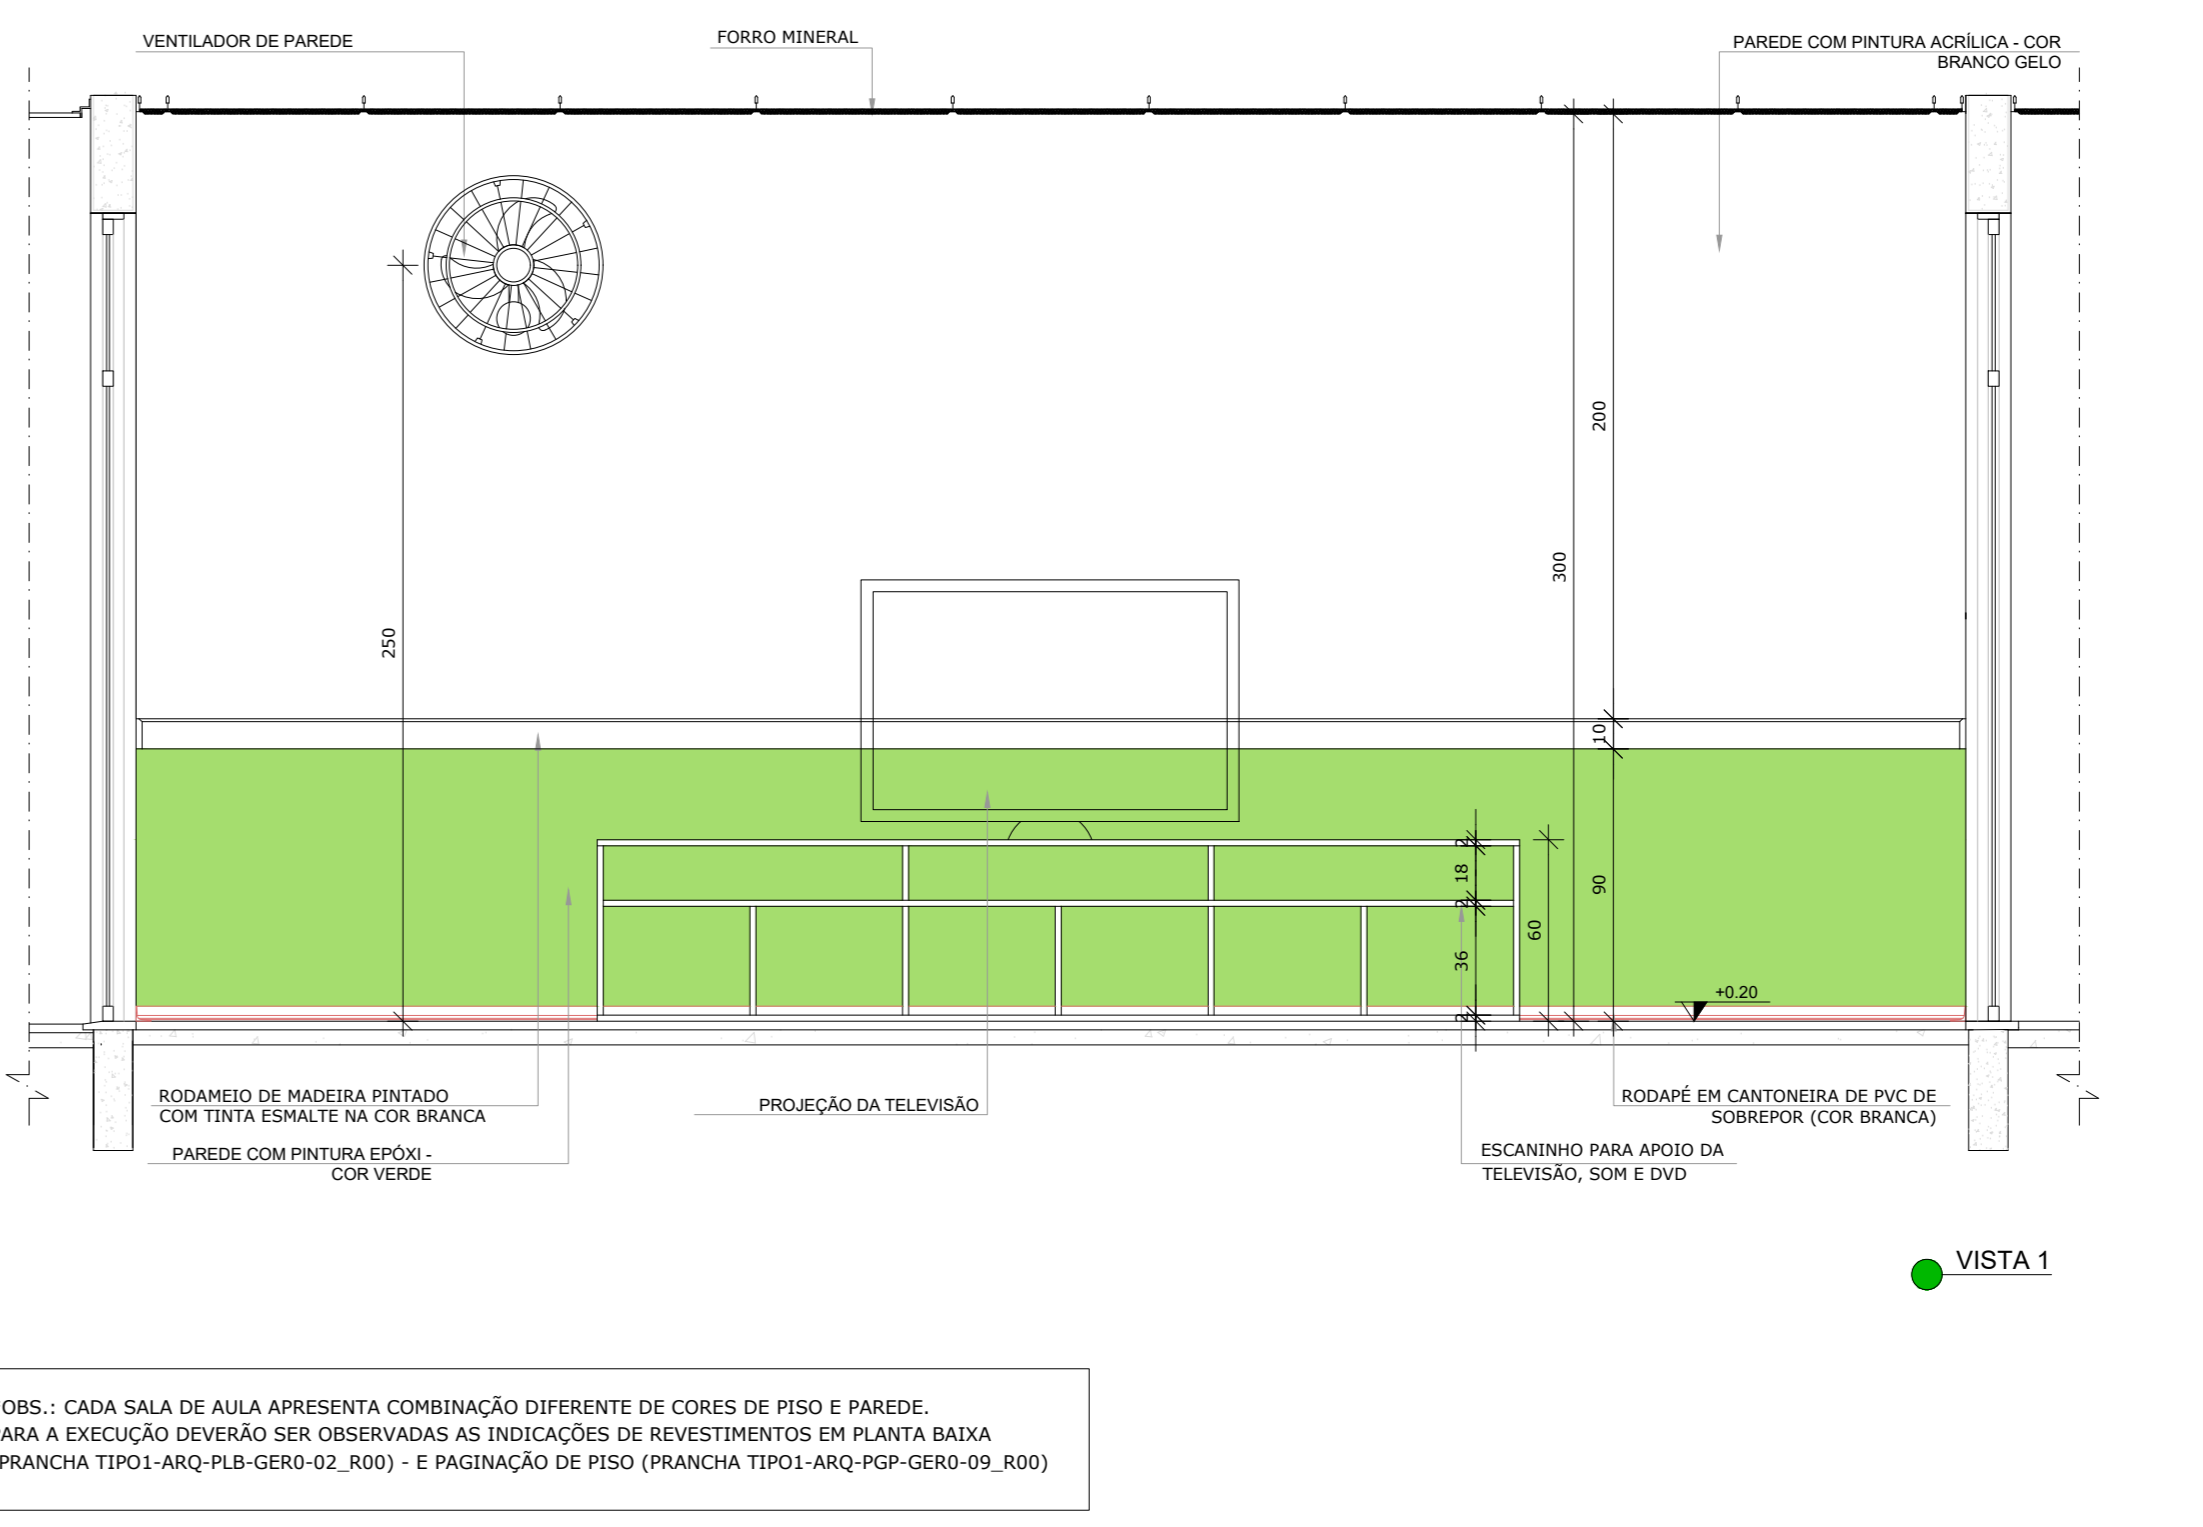 VENTILADOR DE PAREDE
FORRO MINERAL
PAREDE COM PINTURA ACRÍLICA - COR
BRANCO GELO
200
300
250
10
2
18
2
36
2
60
90
+0.20
RODAMEIO DE MADEIRA PINTADO
COM TINTA ESMALTE NA COR BRANCA
PAREDE COM PINTURA EPÓXI -
COR VERDE
PROJEÇÃO DA TELEVISÃO
RODAPÉ EM CANTONEIRA DE PVC DE
SOBREPOR (COR BRANCA)
ESCANINHO PARA APOIO DA
TELEVISÃO, SOM E DVD
VISTA 1
OBS.: CADA SALA DE AULA APRESENTA COMBINAÇÃO DIFERENTE DE CORES DE PISO E PAREDE.
PARA A EXECUÇÃO DEVERÃO SER OBSERVADAS AS INDICAÇÕES DE REVESTIMENTOS EM PLANTA BAIXA
(PRANCHA TIPO1-ARQ-PLB-GER0-02_R00) - E PAGINAÇÃO DE PISO (PRANCHA TIPO1-ARQ-PGP-GER0-09_R00)